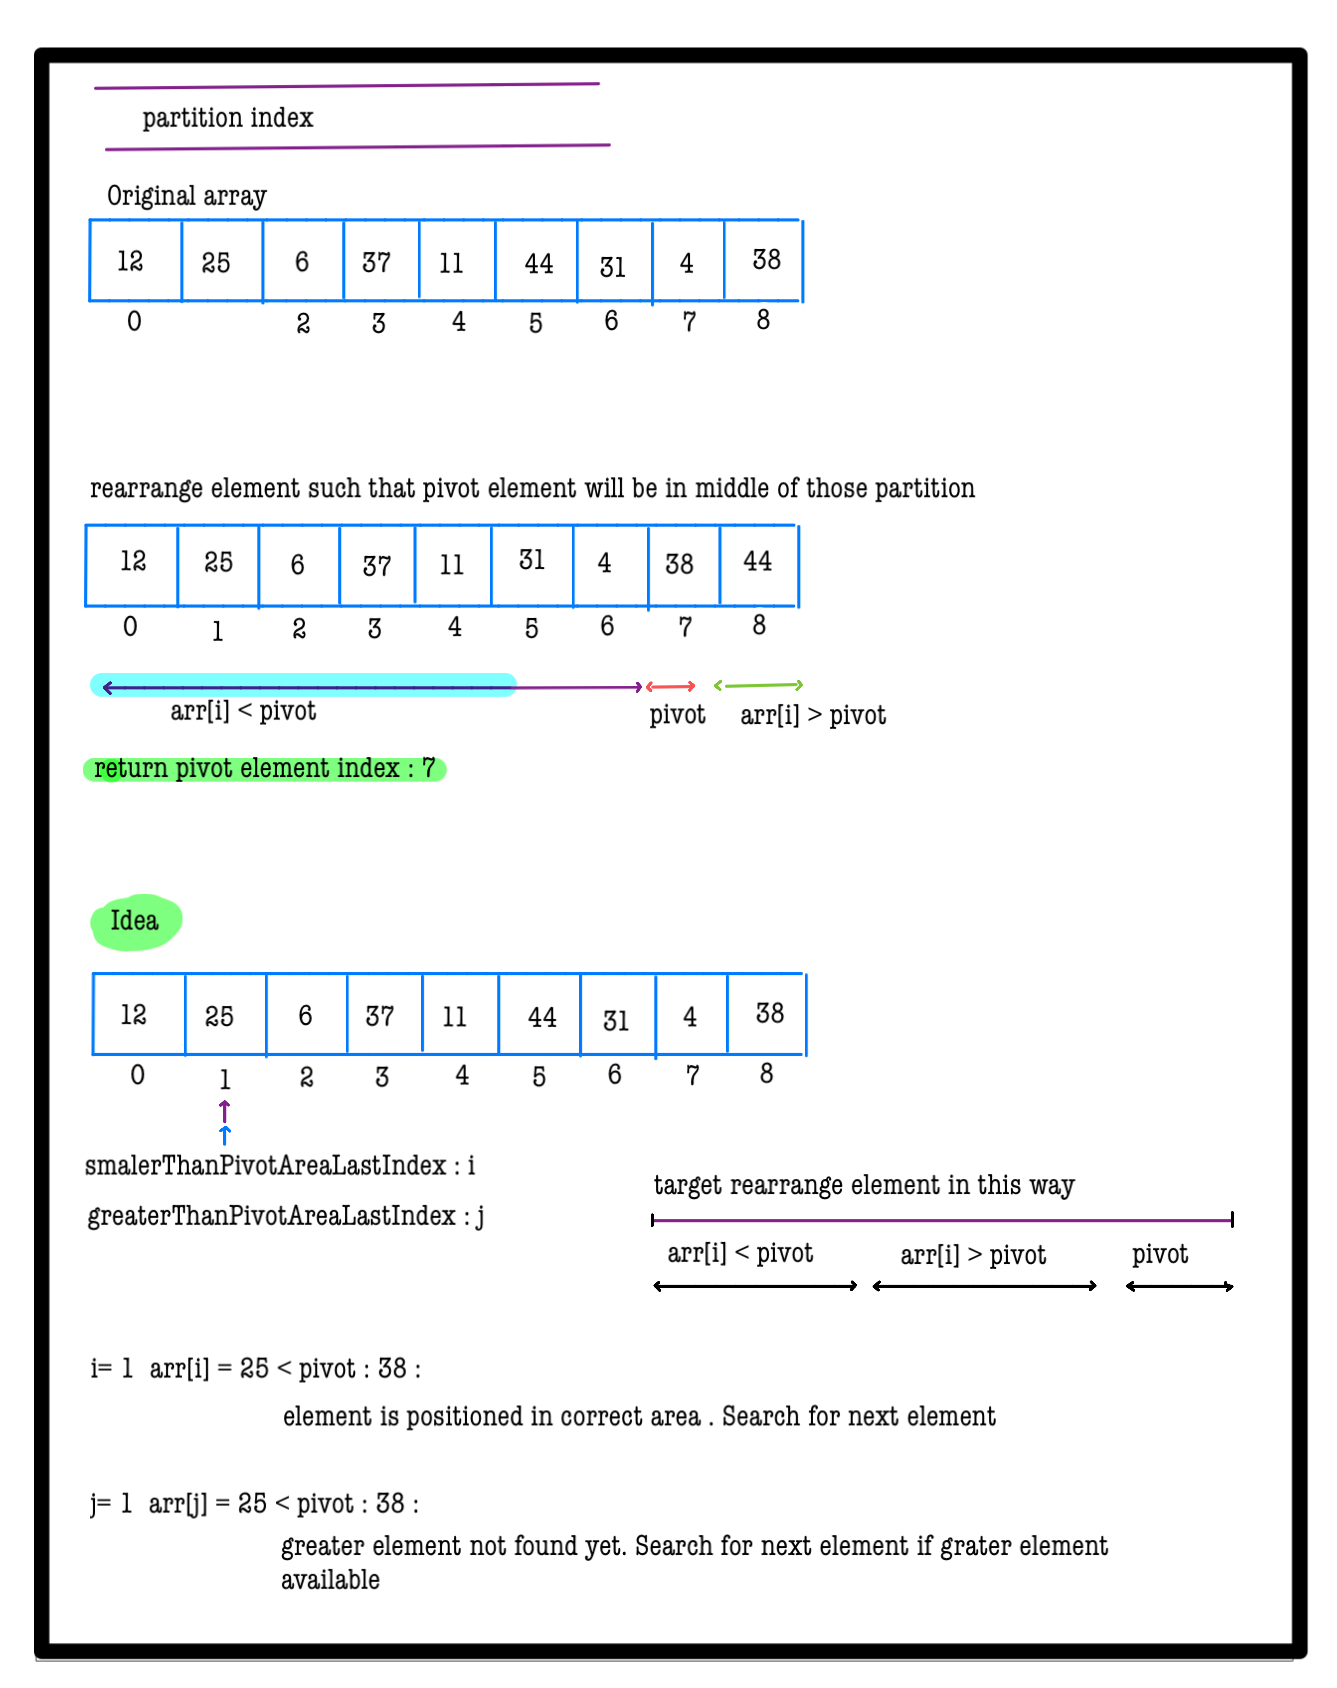 partition index
Original array
12 25 6 37 11 44 31 4 38
0 2 3 4 5 6 7 8
rearrange element such that pivot element will be in middle of those partition
12 25 6 37 11 31 4 38 44
0 1 2 3 4 5 6 7 8
arr[i] < pivot pivot arr[i] > pivot
return pivot element index : 7
Idea
12 25 6 37 11 44 31 4 38
0 1 2 3 4 5 6 7 8
smalerThanPivotAreaLastIndex : i
greaterThanPivotAreaLastIndex : j
target rearrange element in this way
arr[i] < pivot arr[i] > pivot pivot
i= 1 arr[i] = 25 < pivot : 38 :
element is positioned in correct area . Search for next element
j= 1 arr[j] = 25 < pivot : 38 :
greater element not found yet. Search for next element if grater element
available